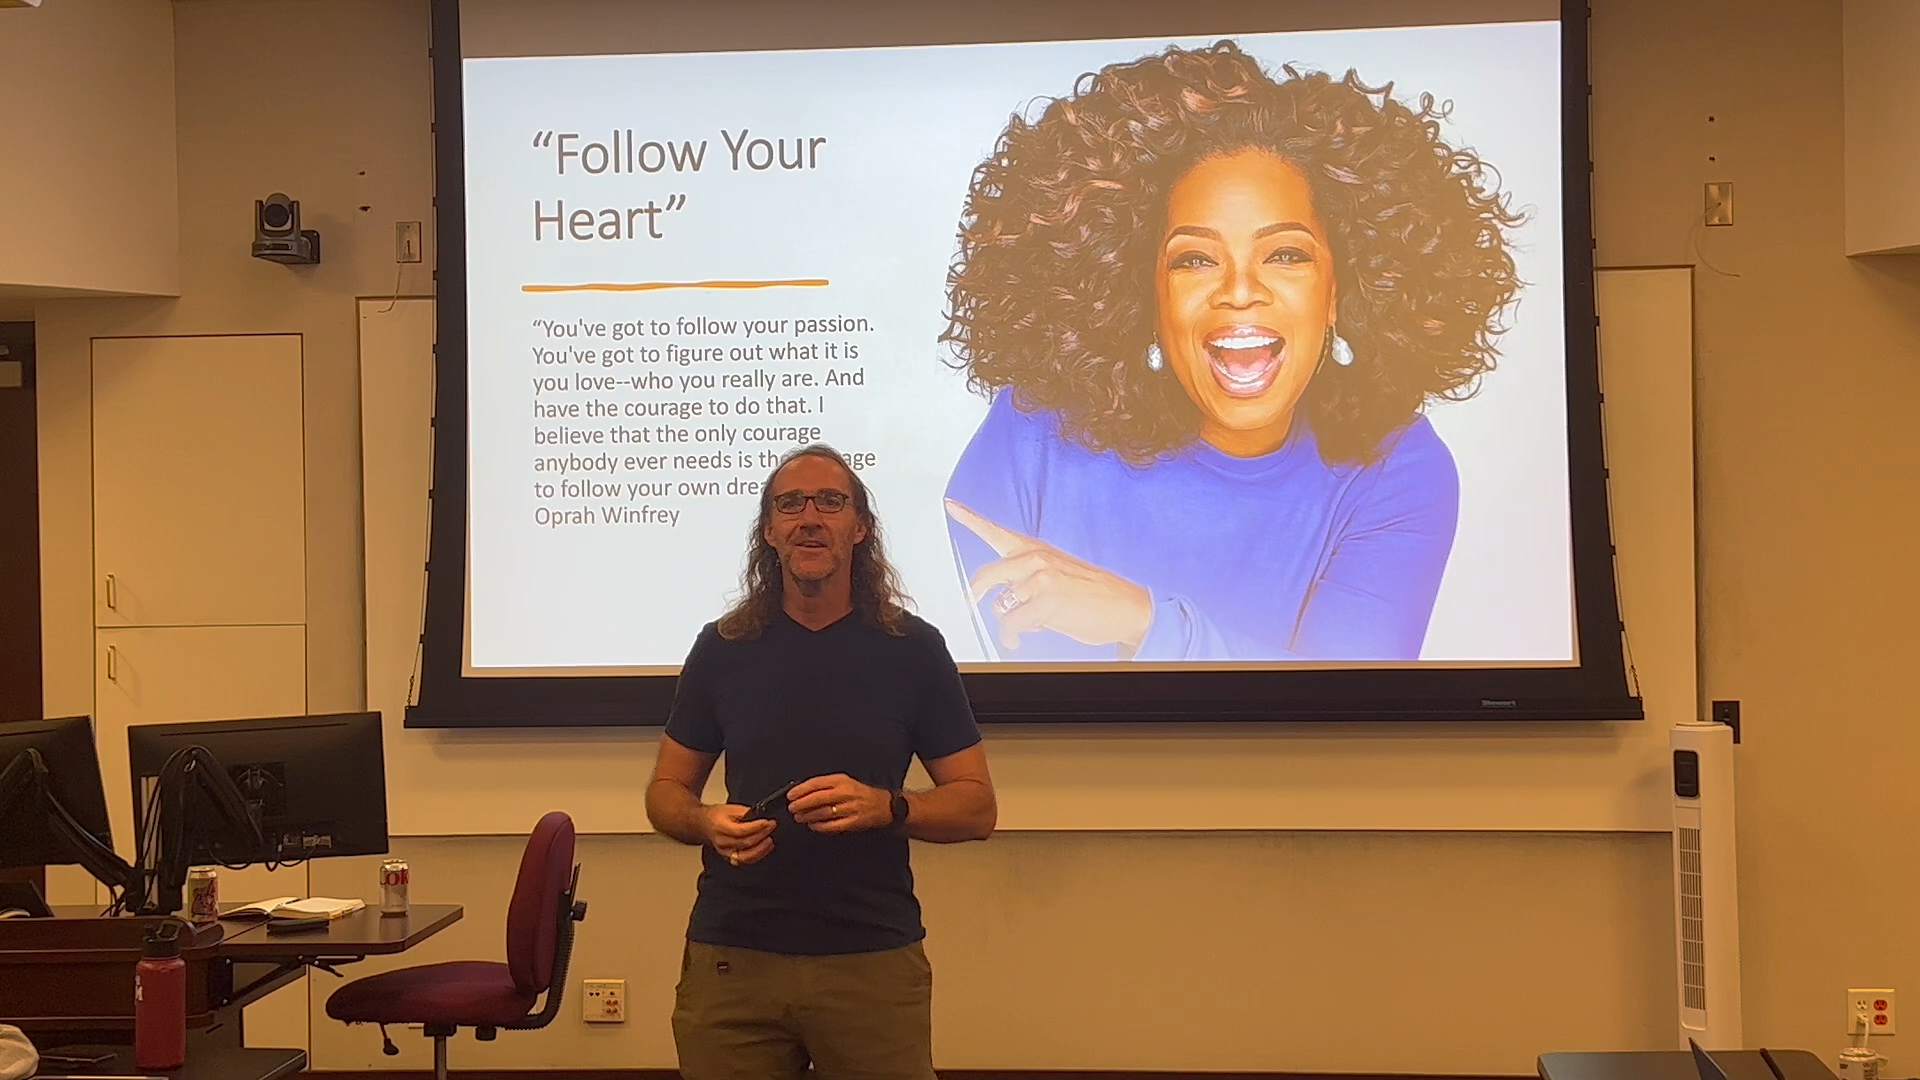 “Follow Your
Heart”
“You've got to follow your passion.
You've got to figure out what it is
you love--who you really are. And
have the courage to do that. I
believe that the only courage
anybody ever needs is the
to follow your own
Oprah Winfrey
Stewart